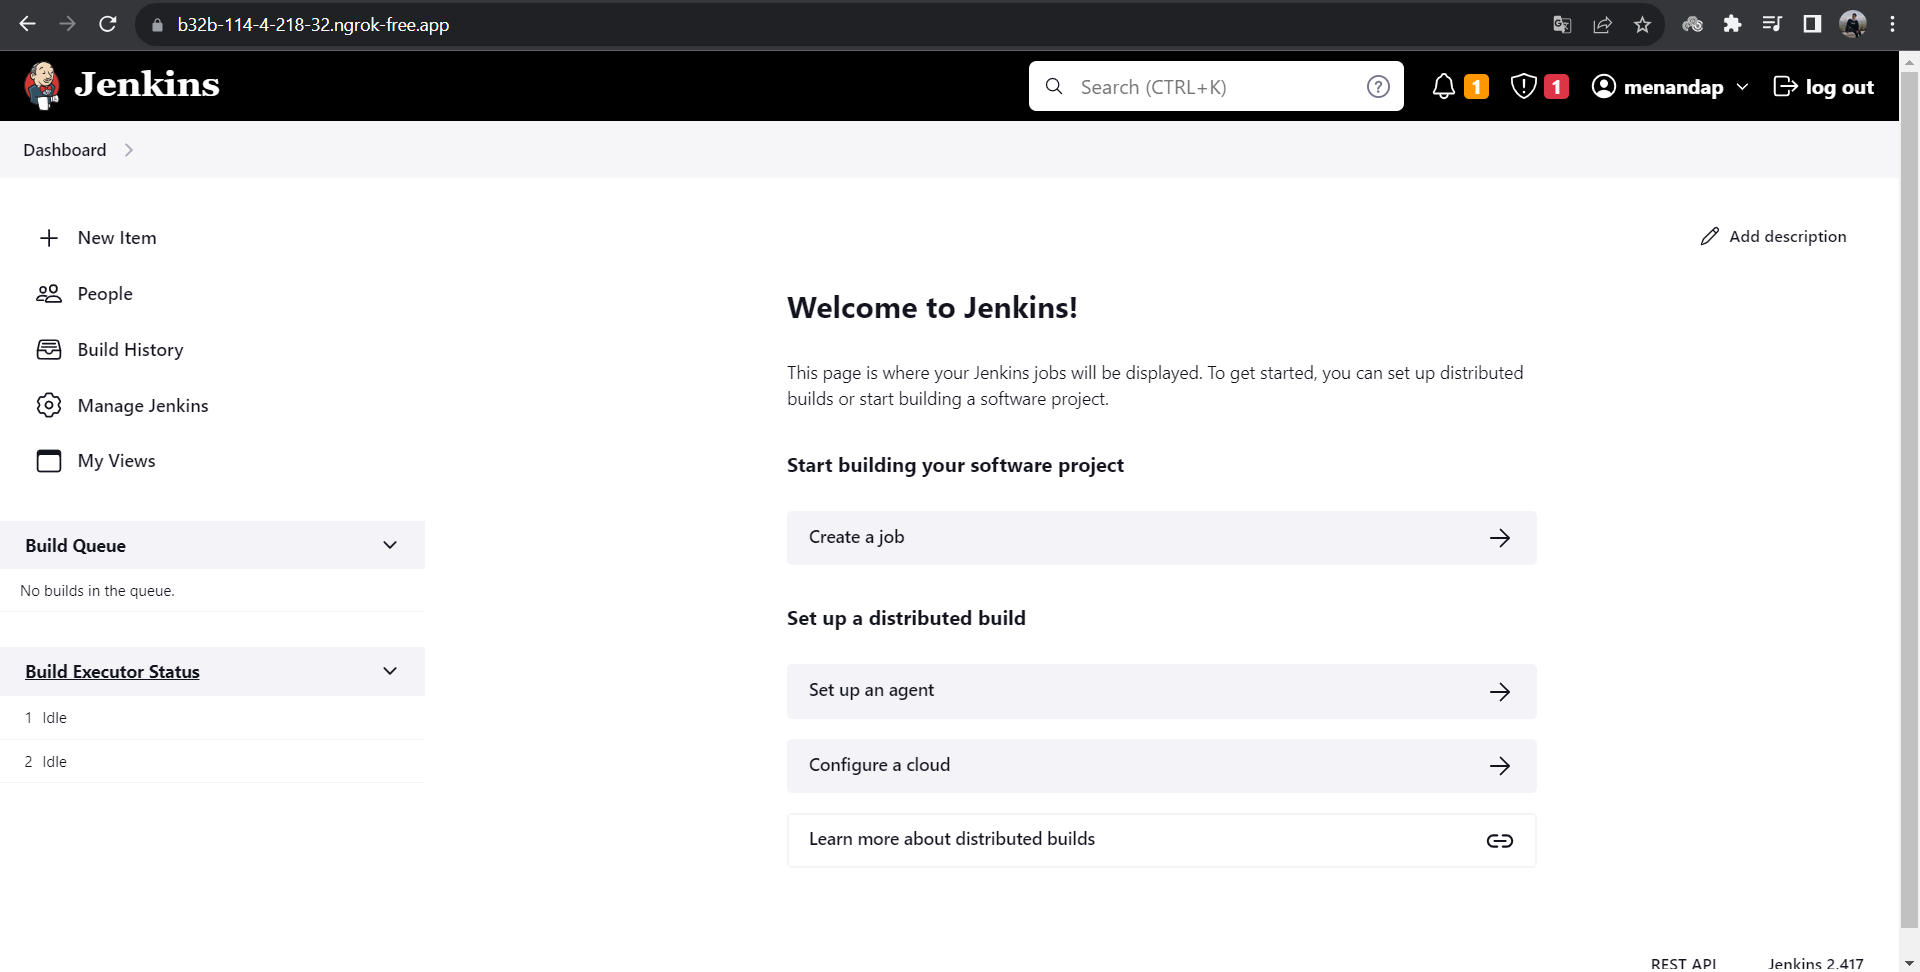 b32b-114-4-218-32.ngrok-free.app
Jenkins
Search (CTRL+K)
?
1
1
menandap
log out
Dashboard
New Item
People
Build History
Manage Jenkins
My Views
Build Queue
No builds in the queue.
Build Executor Status
1 Idle
2 Idle
Add description
Welcome to Jenkins!
This page is where your Jenkins jobs will be displayed. To get started, you can set up distributed
builds or start building a software project.
Start building your software project
Create a job
Set up a distributed build
Set up an agent
Configure a cloud
Learn more about distributed builds
REST API
Jenkins 2.417